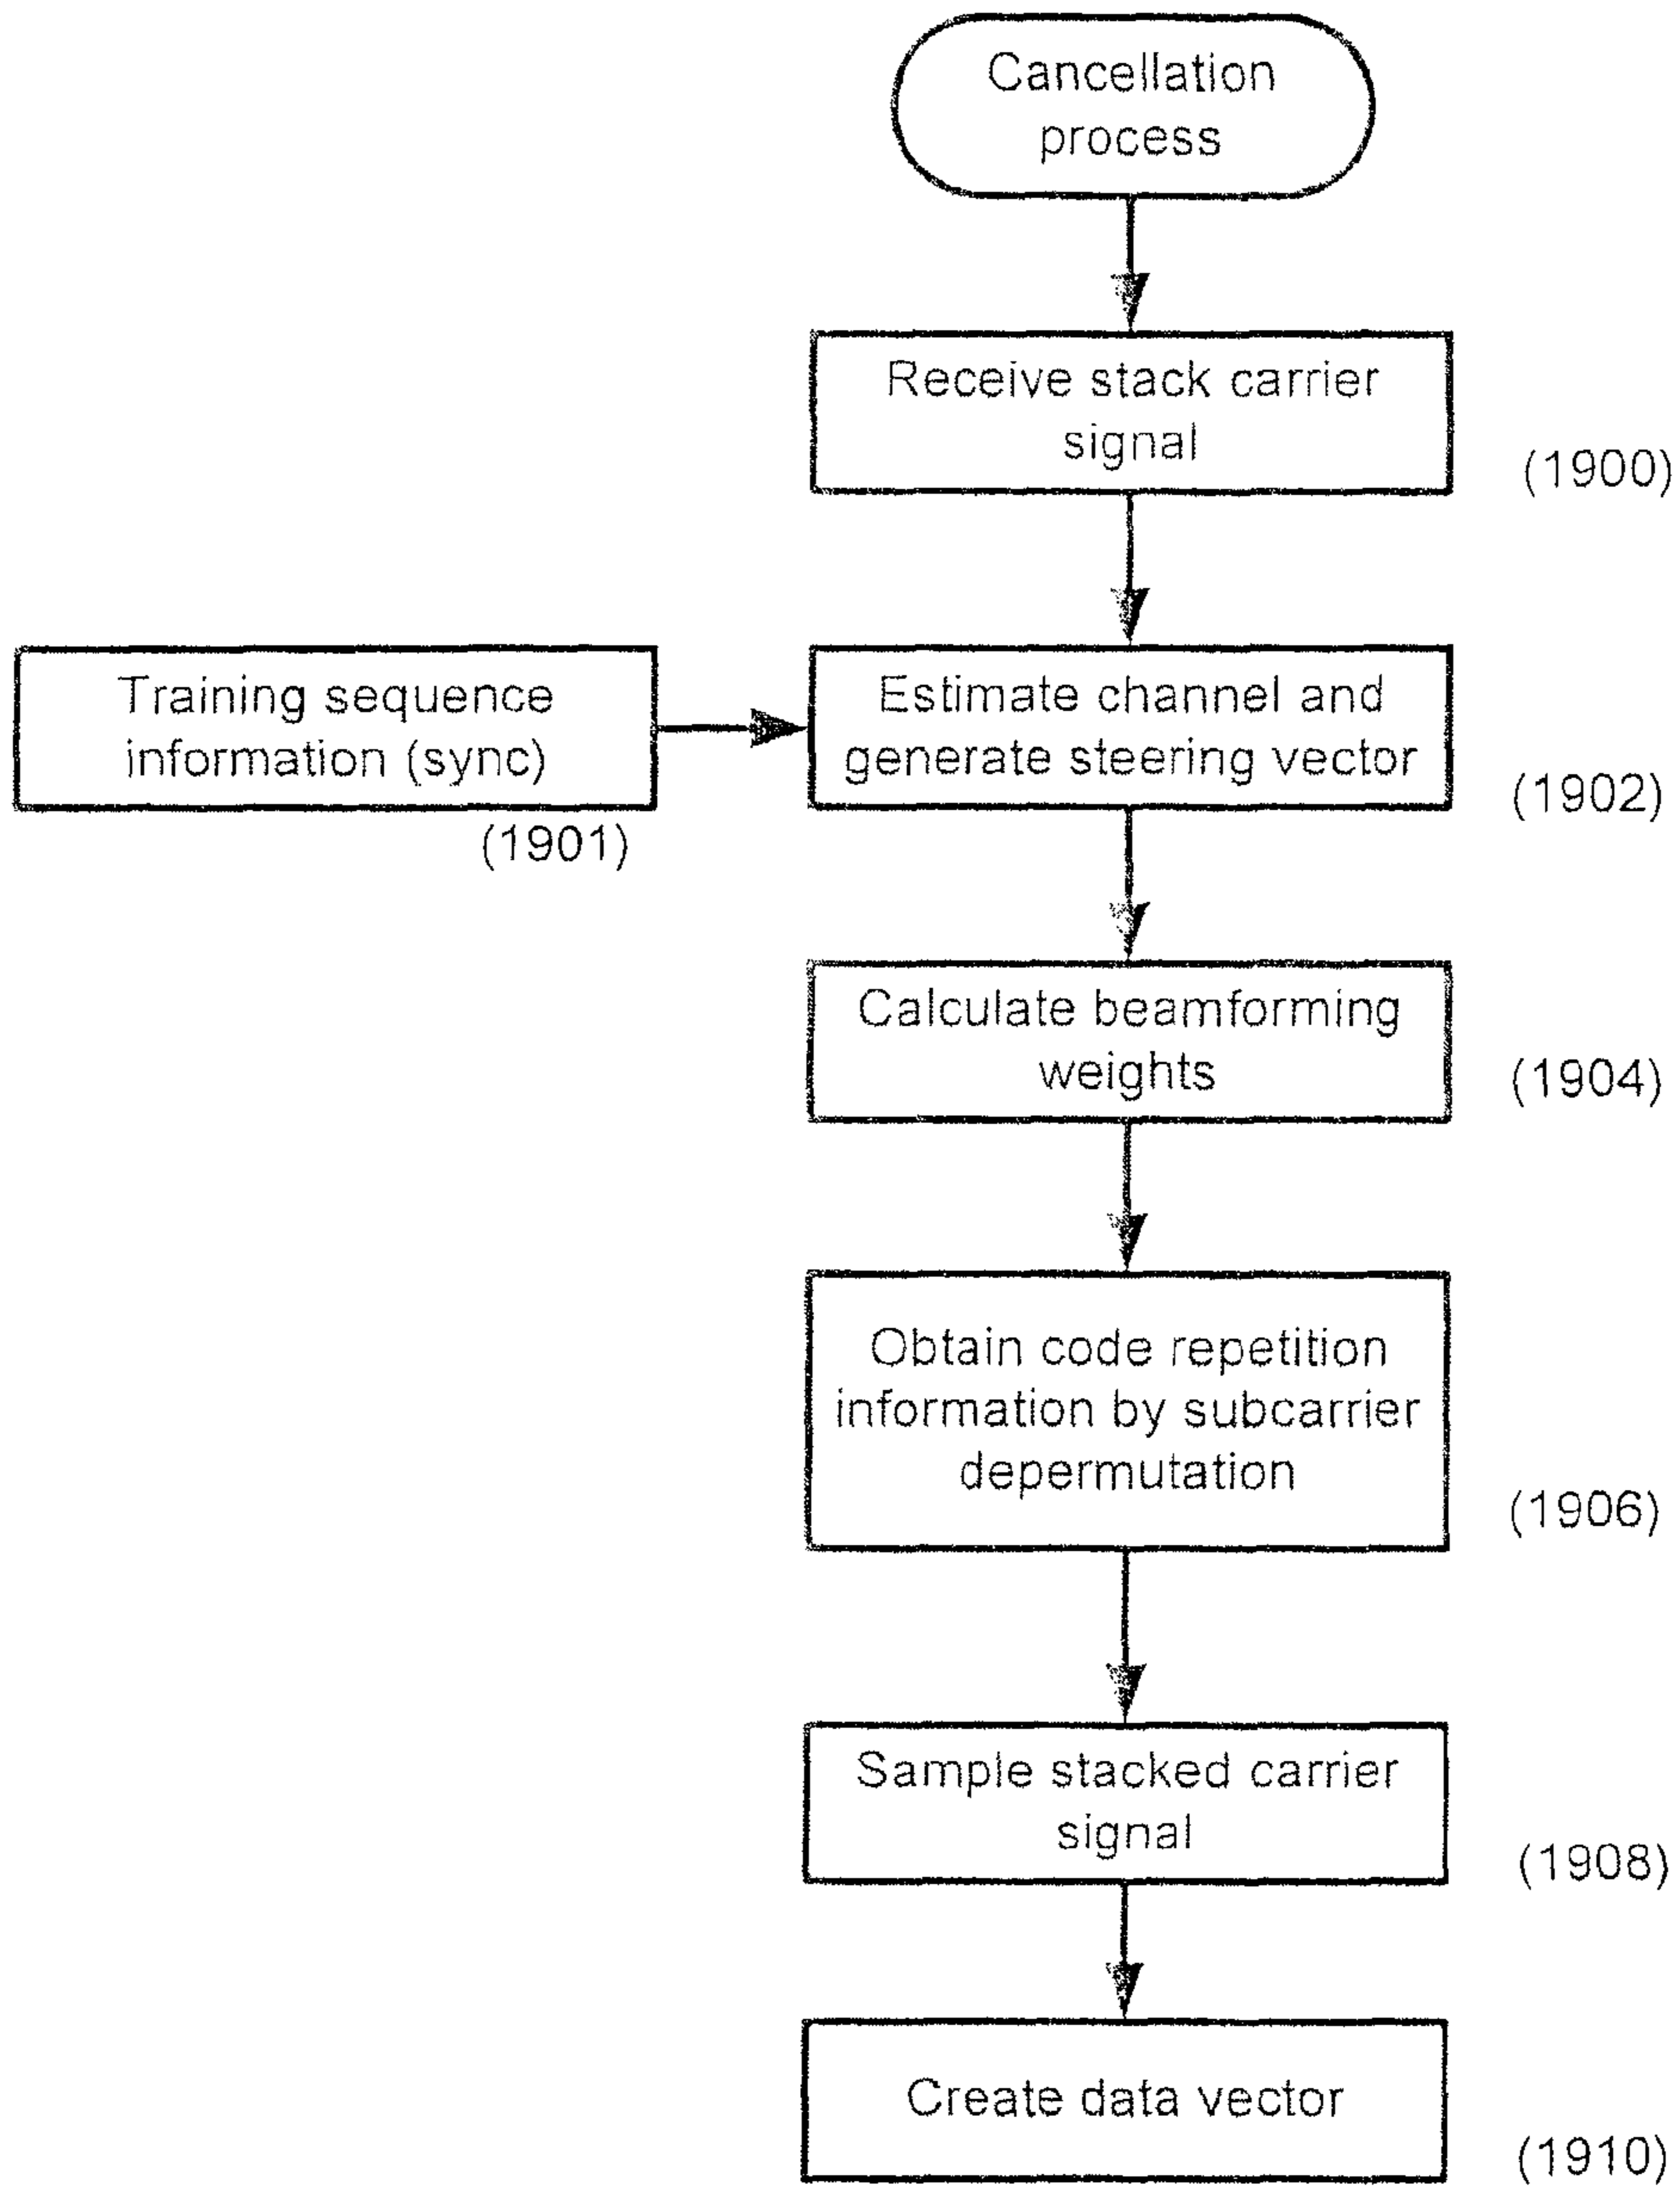 Cancellation
process
Receive stack carrier
signal
(1900)
Training sequence
information (sync)
(1901)
Estimate channel and
generate steering vector
(1902)
Calculate beamforming
weights
(1904)
Obtain code repetition
information by subcarrier
depermutation
(1906)
Sample stacked carrier
signal
(1908)
Create data vector
(1910)